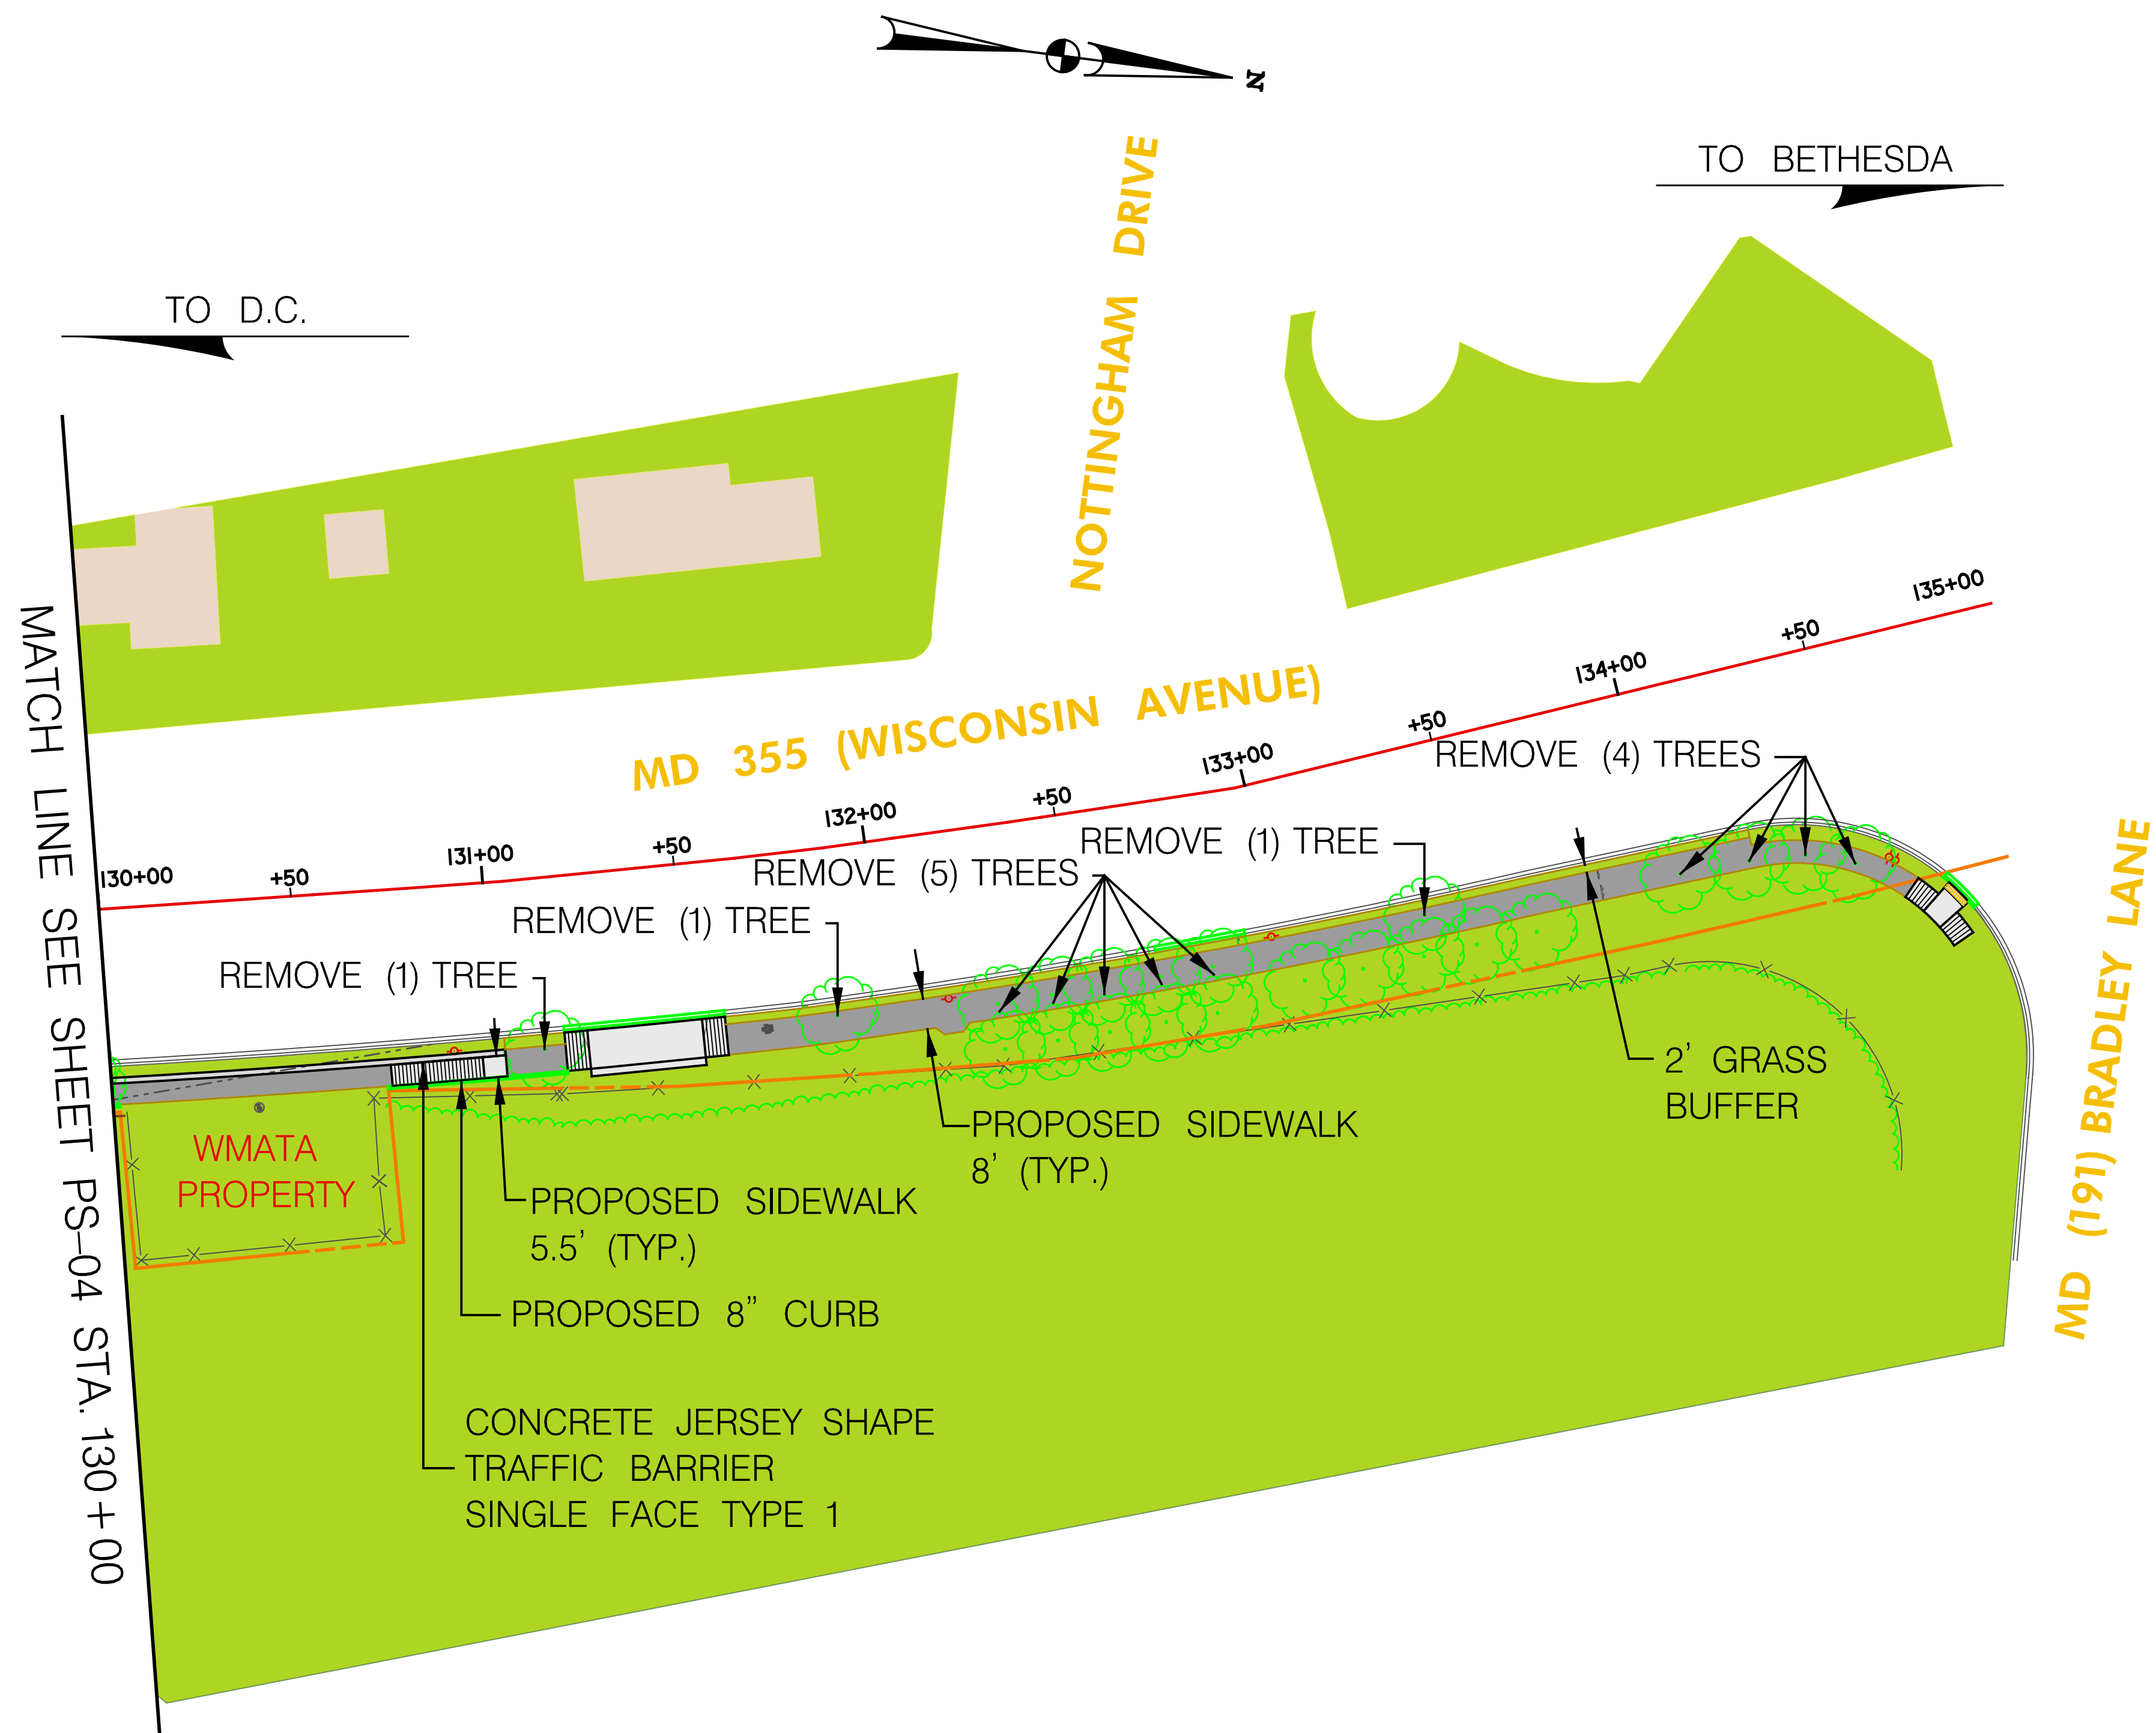 N
TO BETHESDA
TO D.C.
NOTTINGHAM DRIVE
MATCH LINE SEE SHEET PS-04 STA. 130+00
MD 355 (WISCONSIN AVENUE)
130+00
+50
131+00
+50
132+00
+50
133+00
+50
134+00
+50
135+00
REMOVE (4) TREES
REMOVE (1) TREE
REMOVE (5) TREES
REMOVE (1) TREE
REMOVE (1) TREE
MD (191) BRADLEY LANE
2' GRASS
BUFFER
PROPOSED SIDEWALK
8' (TYP.)
WMATA
PROPERTY
PROPOSED SIDEWALK
5.5' (TYP.)
PROPOSED 8" CURB
CONCRETE JERSEY SHAPE
TRAFFIC BARRIER
SINGLE FACE TYPE 1